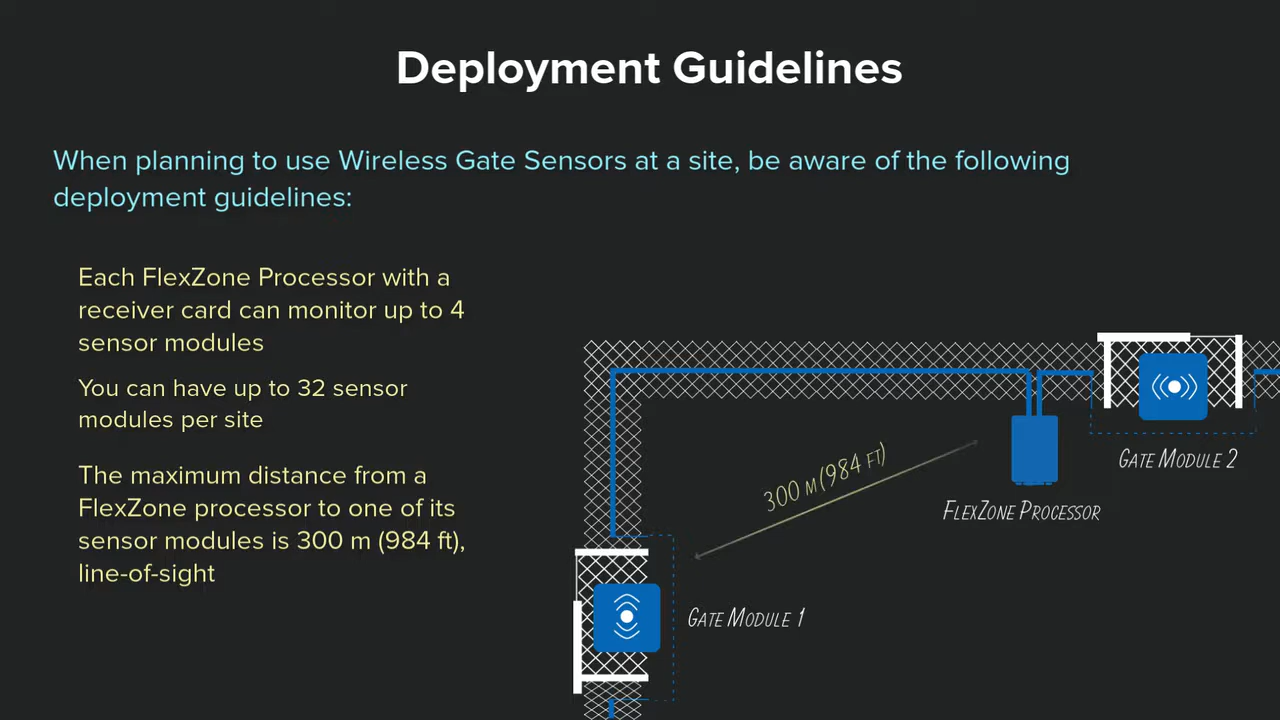 Deployment Guidelines
When planning to use Wireless Gate Sensors at a site, be aware of the following
deployment guidelines:
Each FlexZone Processor with a
receiver card can monitor up to 4
sensor modules
You can have up to 32 sensor
modules per site
The maximum distance from a
FlexZone processor to one of its
sensor modules is 300 m (984 ft),
line-of-sight
300 M (984 FT)
GATE MODULE 2
FLEXZONE PROCESSOR
GATE MODULE 1